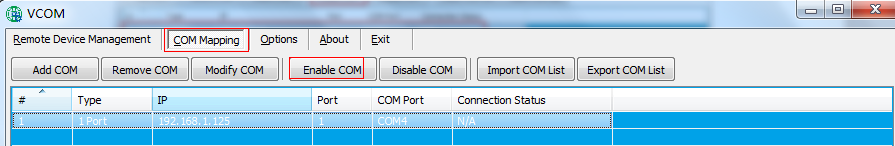 VCOM
Remote Device Management COM Mapping Options About Exit
Add COM Remove COM Modify COM Enable COM Disable COM Import COM List Export COM List
# Type IP Port COM Port Connection Status
1 1 Port 192.168.1.125 1 COM4 N/A